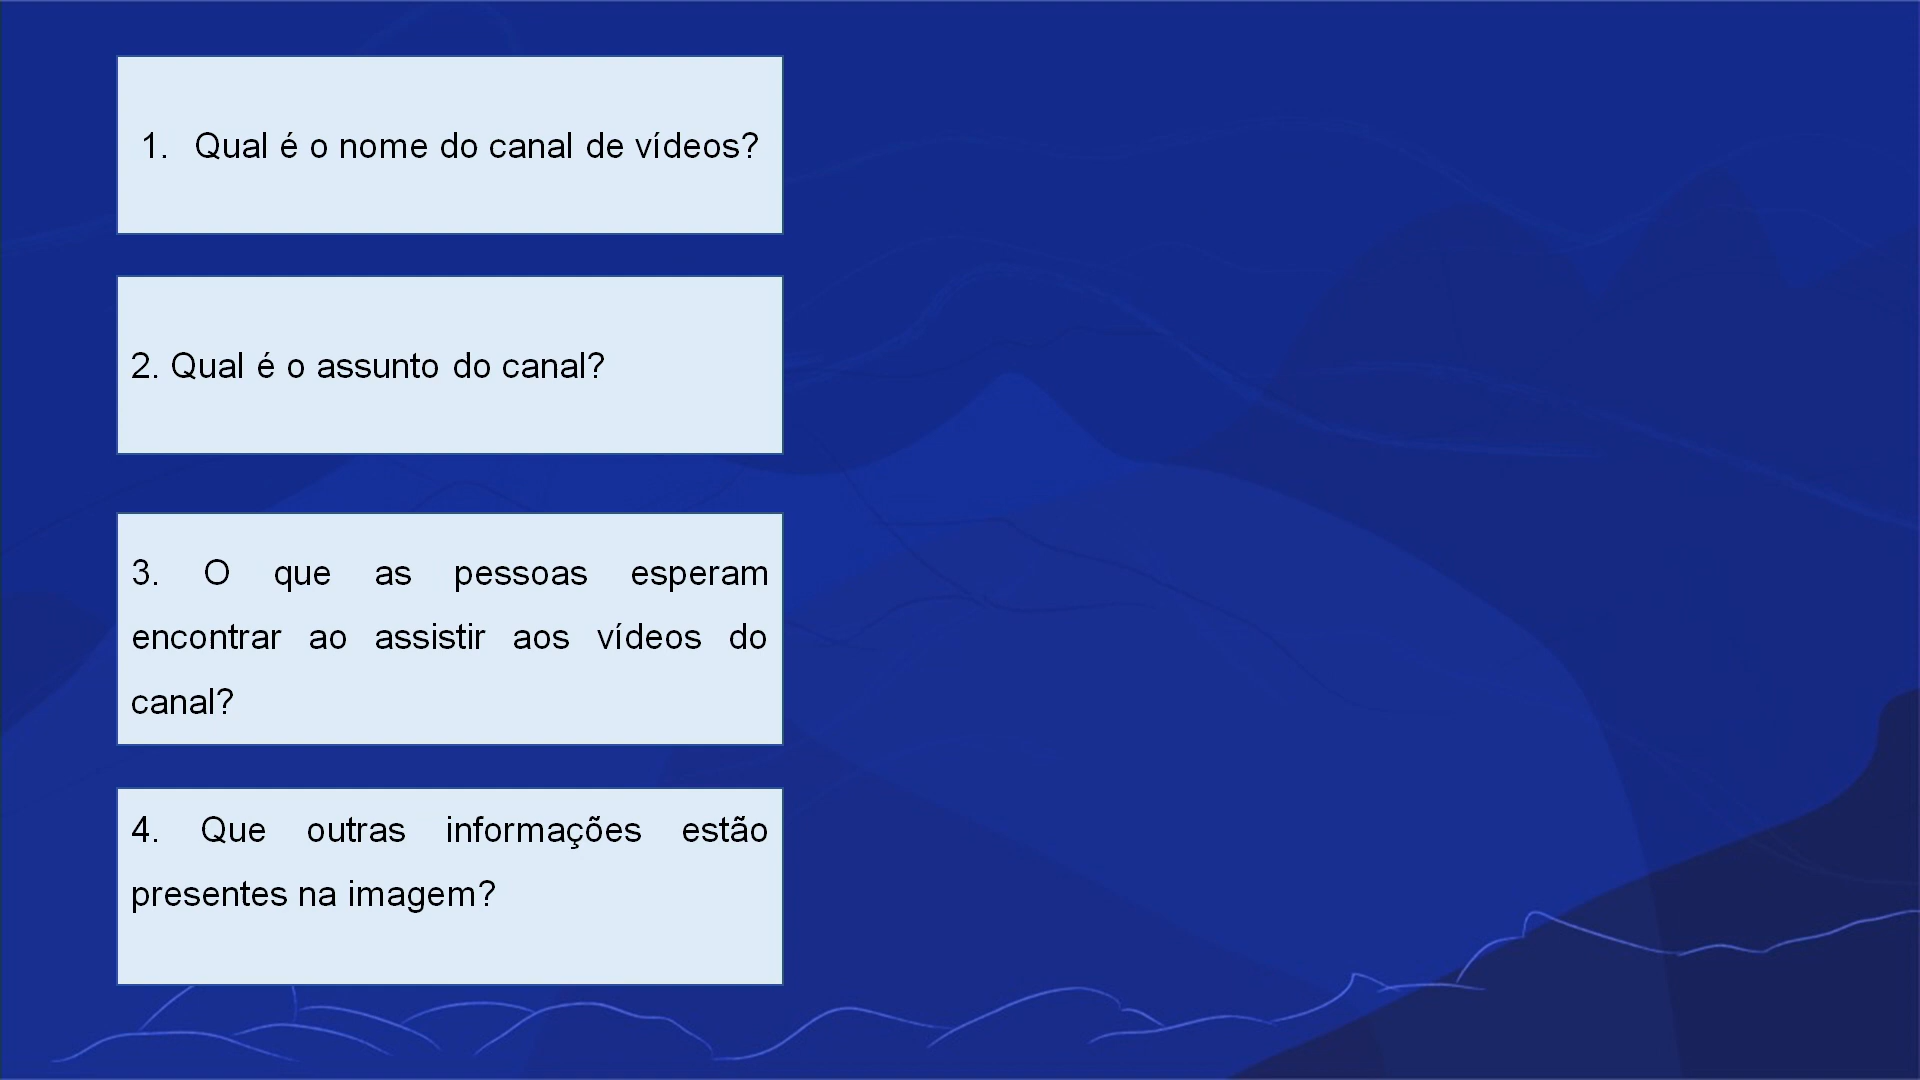 1. Qual é o nome do canal de vídeos?
2. Qual é o assunto do canal?
3. O que as pessoas esperam
encontrar ao assistir aos vídeos do
canal?
4. Que outras informações estão
presentes na imagem?